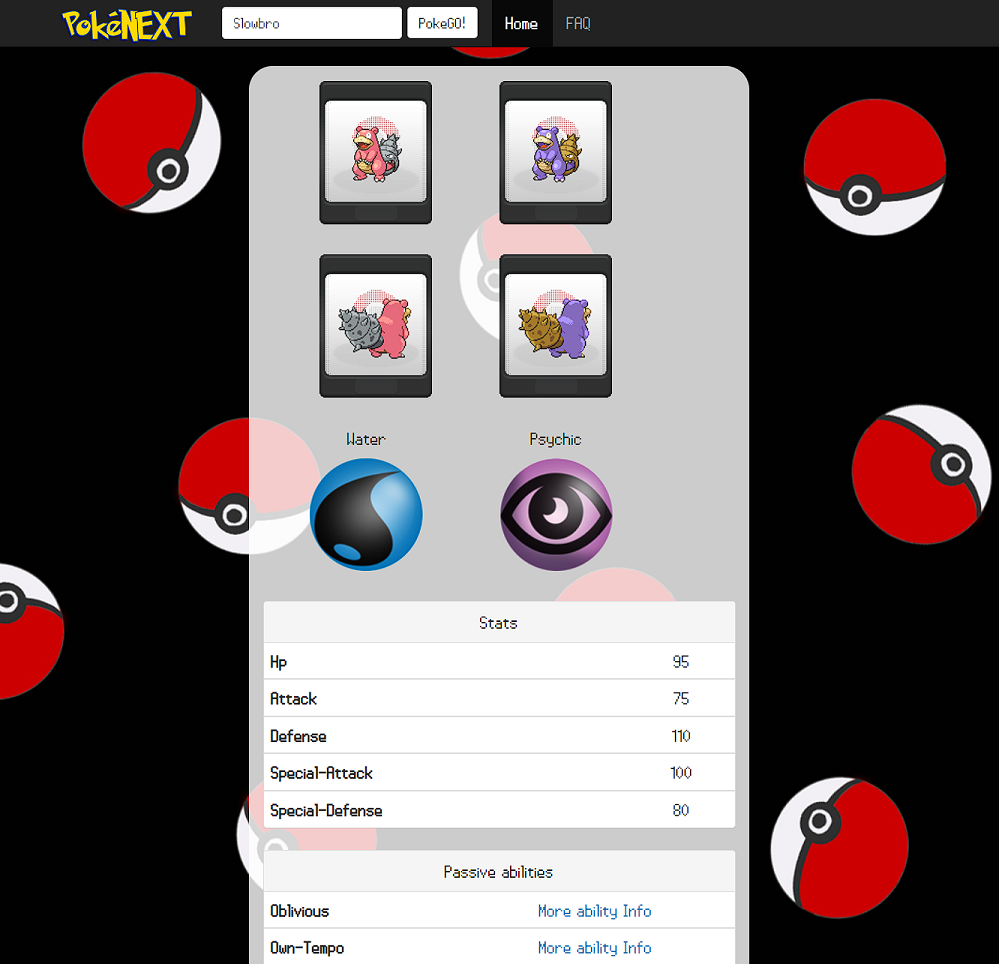 PokéNEXT Slowbro PokeGO! Home FAQ
Water Psychic
Stats
Hp 95
Attack 75
Defense 110
Special-Attack 100
Special-Defense 80
Passive abilities
Oblivious More ability Info
Own-Tempo More ability Info